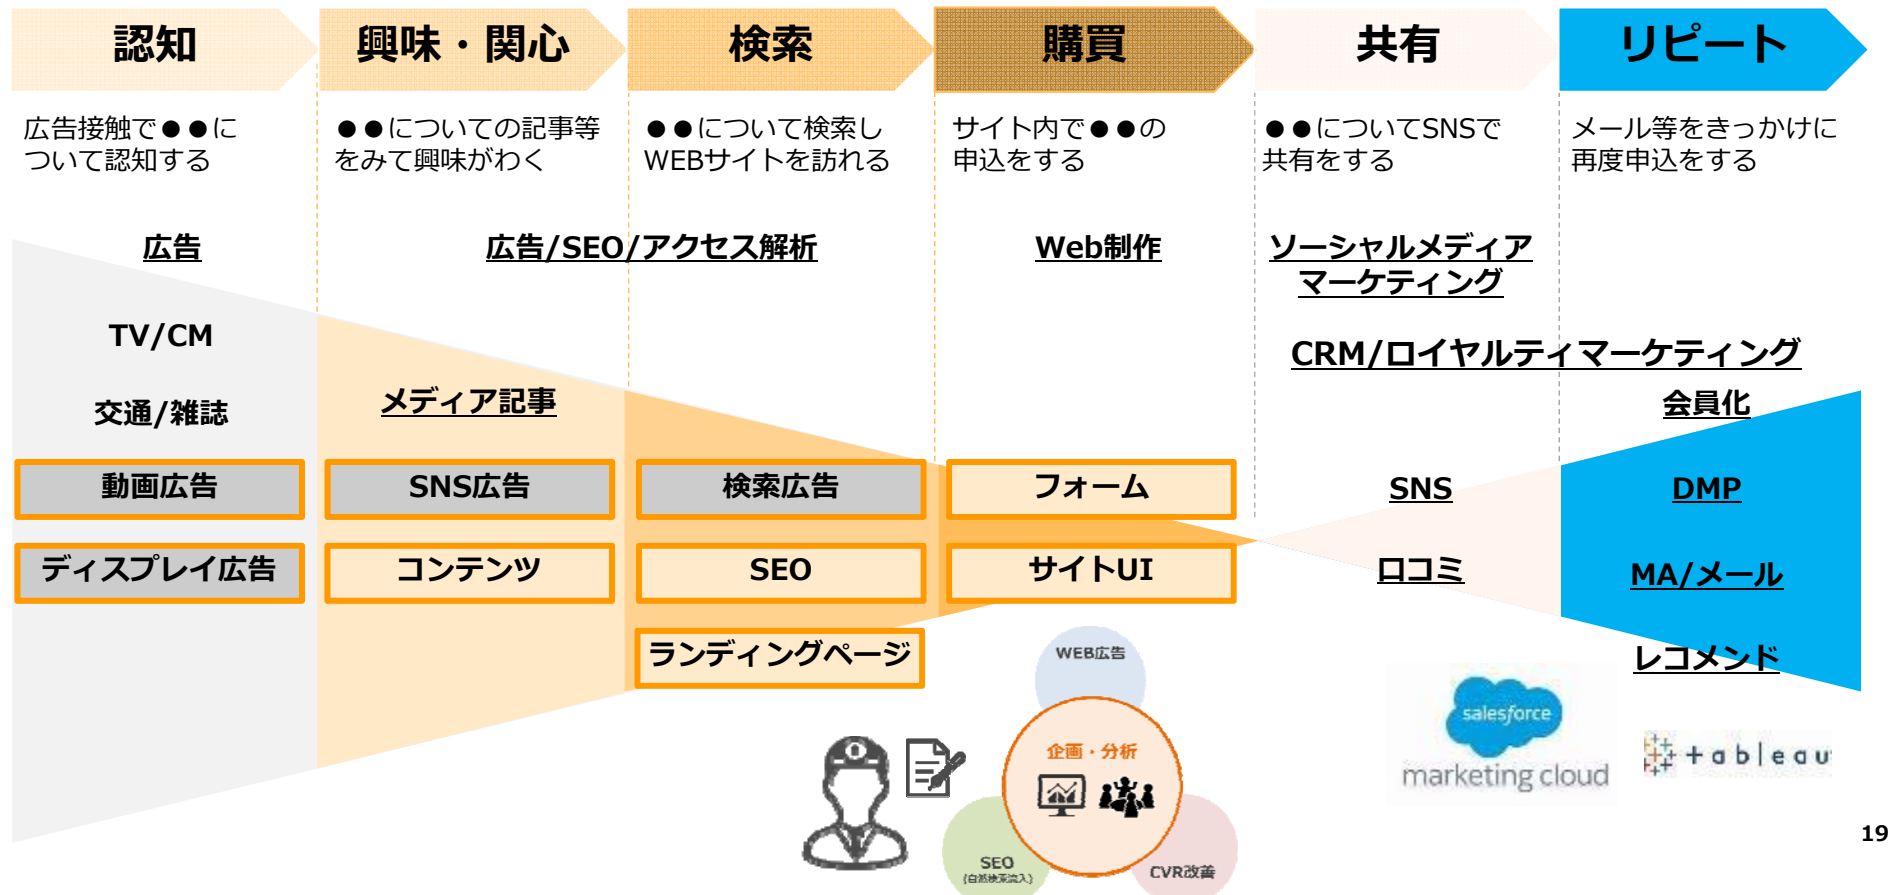 認知
興味・関心
検索
購買
共有
リピート
広告接触で●●に
ついて認知する
●●についての記事等
をみて興味がわく
●●について検索し
WEBサイトを訪れる
サイト内で●●の
申込をする
●●についてSNSで
共有をする
メール等をきっかけに
再度申込をする
広告
広告/SEO/アクセス解析
Web制作
ソーシャルメディア
マーケティング
TV/CM
CRM/ロイヤルティマーケティング
交通/雑誌
メディア記事
会員化
動画広告
SNS広告
検索広告
フォーム
SNS
DMP
ディスプレイ広告
コンテンツ
SEO
サイトUI
口コミ
MA/メール
ランディングページ
レコメンド
WEB広告
企画・分析
SEO
(自然検索流入)
CVR改善
salesforce
marketing cloud
+ableau
19